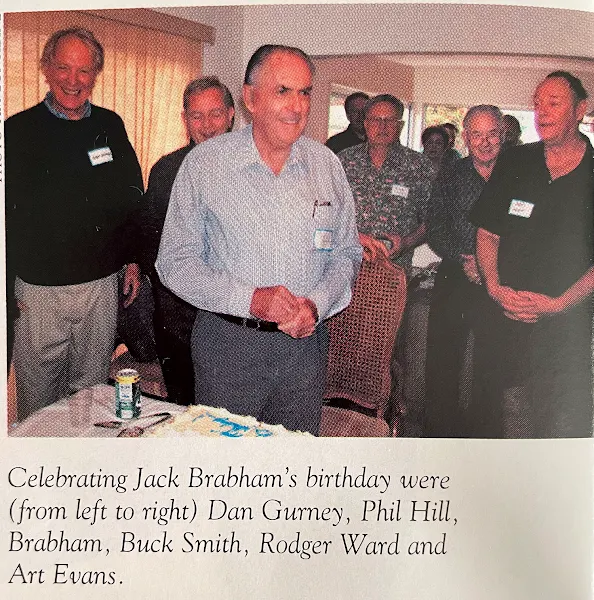 Celebrating Jack Brabham's birthday were
(from left to right) Dan Gurney, Phil Hill,
Brabham, Buck Smith, Rodger Ward and
Art Evans.